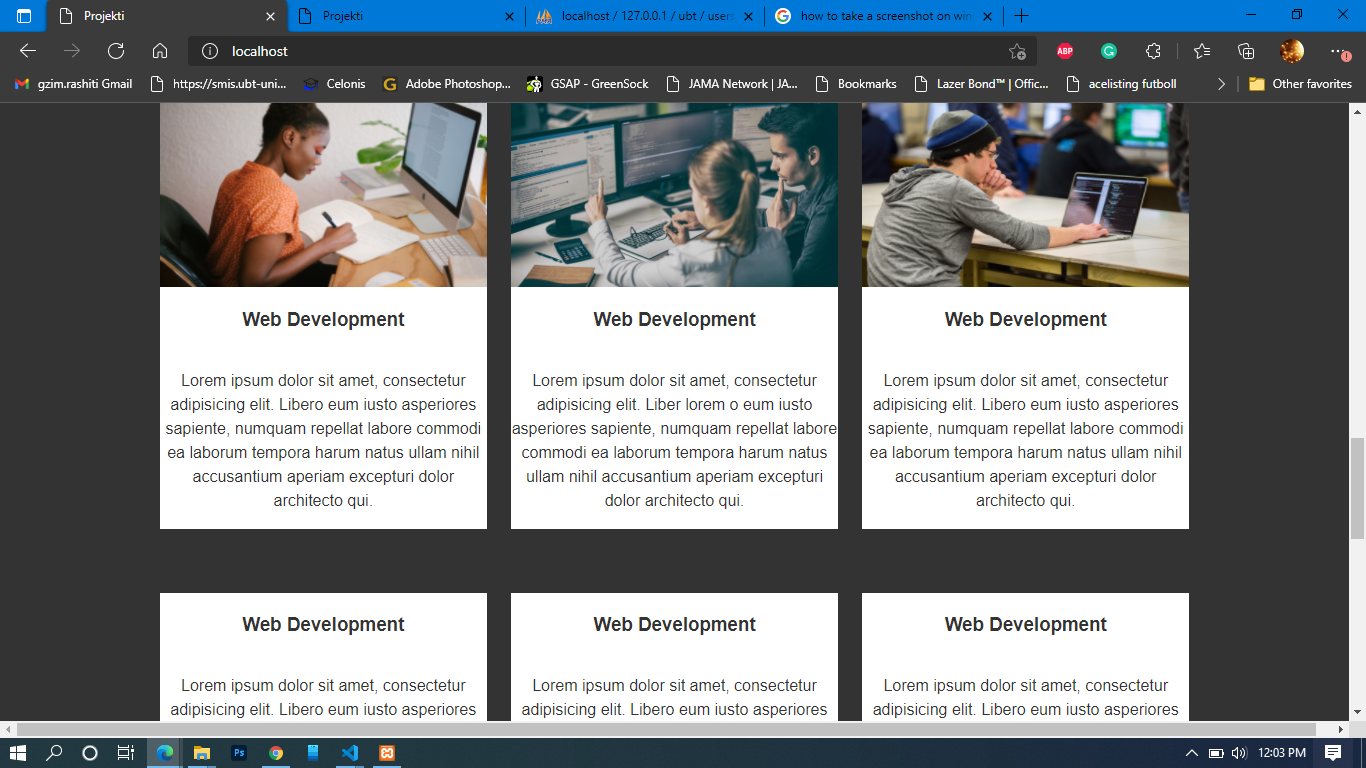 Projekti
Projekti
localhost / 127.0.0.1 / ubt / users
how to take a screenshot on win
localhost
ABP
gzim.rashiti Gmail
https://smis.ubt-uni...
Celonis
Adobe Photoshop...
GSAP - GreenSock
JAMA Network | JA...
Bookmarks
Lazer Bond™ | Offic...
acelisting futboll
Other favorites
Web Development
Lorem ipsum dolor sit amet, consectetur
adipisicing elit. Libero eum iusto asperiores
sapiente, numquam repellat labore commodi
ea laborum tempora harum natus ullam nihil
accusantium aperiam excepturi dolor
architecto qui.
Web Development
Lorem ipsum dolor sit amet, consectetur
adipisicing elit. Liber lorem o eum iusto
asperiores sapiente, numquam repellat labore
commodi ea laborum tempora harum natus
ullam nihil accusantium aperiam excepturi
dolor architecto qui.
Web Development
Lorem ipsum dolor sit amet, consectetur
adipisicing elit. Libero eum iusto asperiores
sapiente, numquam repellat labore commodi
ea laborum tempora harum natus ullam nihil
accusantium aperiam excepturi dolor
architecto qui.
Web Development
Lorem ipsum dolor sit amet, consectetur
adipisicing elit. Libero eum iusto asperiores
Web Development
Lorem ipsum dolor sit amet, consectetur
adipisicing elit. Libero eum iusto asperiores
Web Development
Lorem ipsum dolor sit amet, consectetur
adipisicing elit. Libero eum iusto asperiores
Ps
12:03 PM